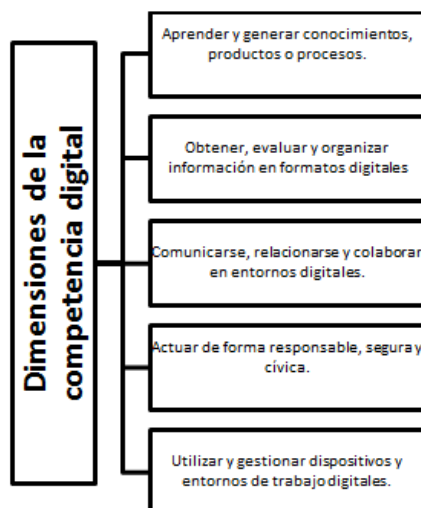 Dimensiones de la
competencia digital
Aprender y generar conocimientos,
productos o procesos.
Obtener, evaluar y organizar
información en formatos digitales
Comunicarse, relacionarse y colaborar
en entornos digitales.
Actuar de forma responsable, segura y
cívica.
Utilizar y gestionar dispositivos y
entornos de trabajo digitales.